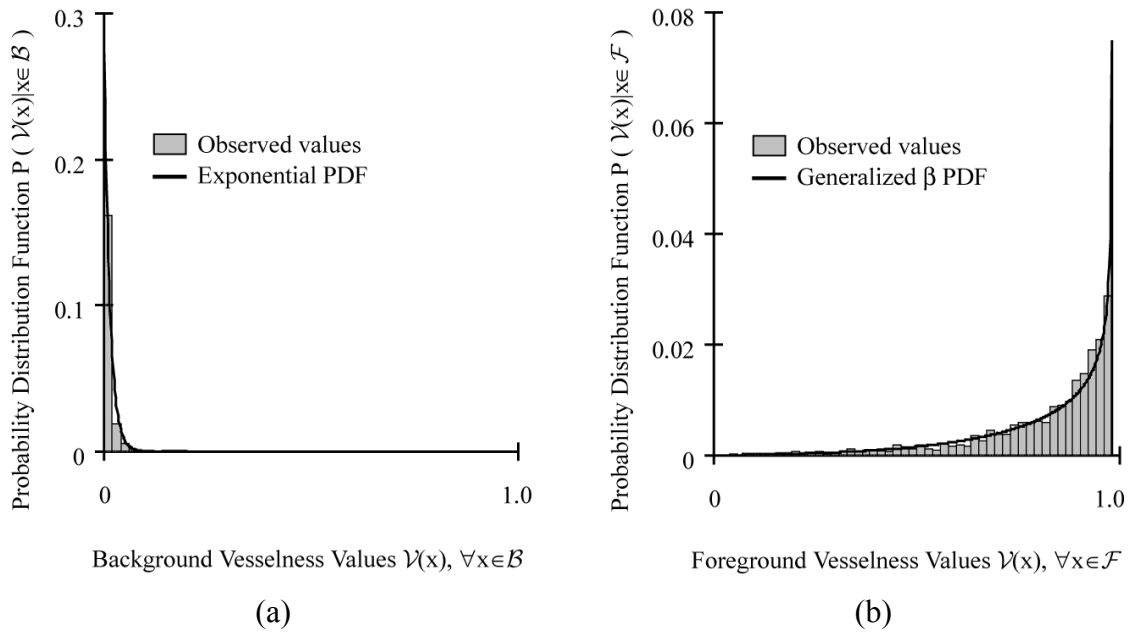 Probability Distribution Function P ( 𝒱(x)|x∈ ℬ )
0.3
0.2
0.1
0
Observed values
Exponential PDF
0
1.0
Background Vesselness Values 𝒱(x), ∀x∈ℬ
(a)
Probability Distribution Function P ( 𝒱(x)|x∈ ℱ )
0.08
0.06
0.04
0.02
0
Observed values
Generalized β PDF
0
1.0
Foreground Vesselness Values 𝒱(x), ∀x∈ℱ
(b)